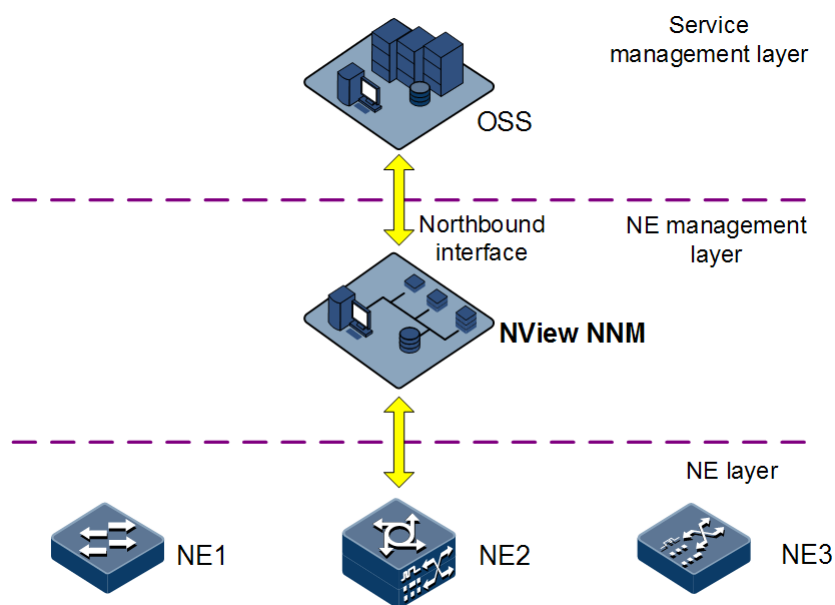 Service
management layer
OSS
Northbound
interface
NE management
layer
NView NNM
NE layer
NE1
NE2
NE3